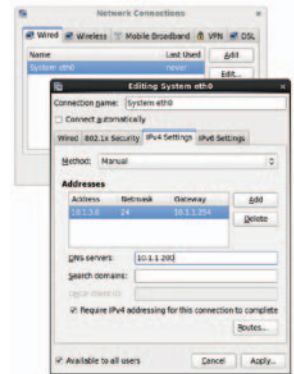 Network Connections
Wired Wireless Mobile Broadband VPN DSL
Name Last Used Add
System eth0 never Edit...
Editing System eth0
Connection name: System eth0
Connect automatically
Wired 802.1x Security IPv4 Settings IPv6 Settings
Method: Manual
Addresses
Address Netmask Gateway Add
24 10.1.1.254 Delete
DNS servers: 10.1.1.200
Search domains:
Require IPv4 addressing for this connection to complete
Routes...
Available to all users Cancel Apply...